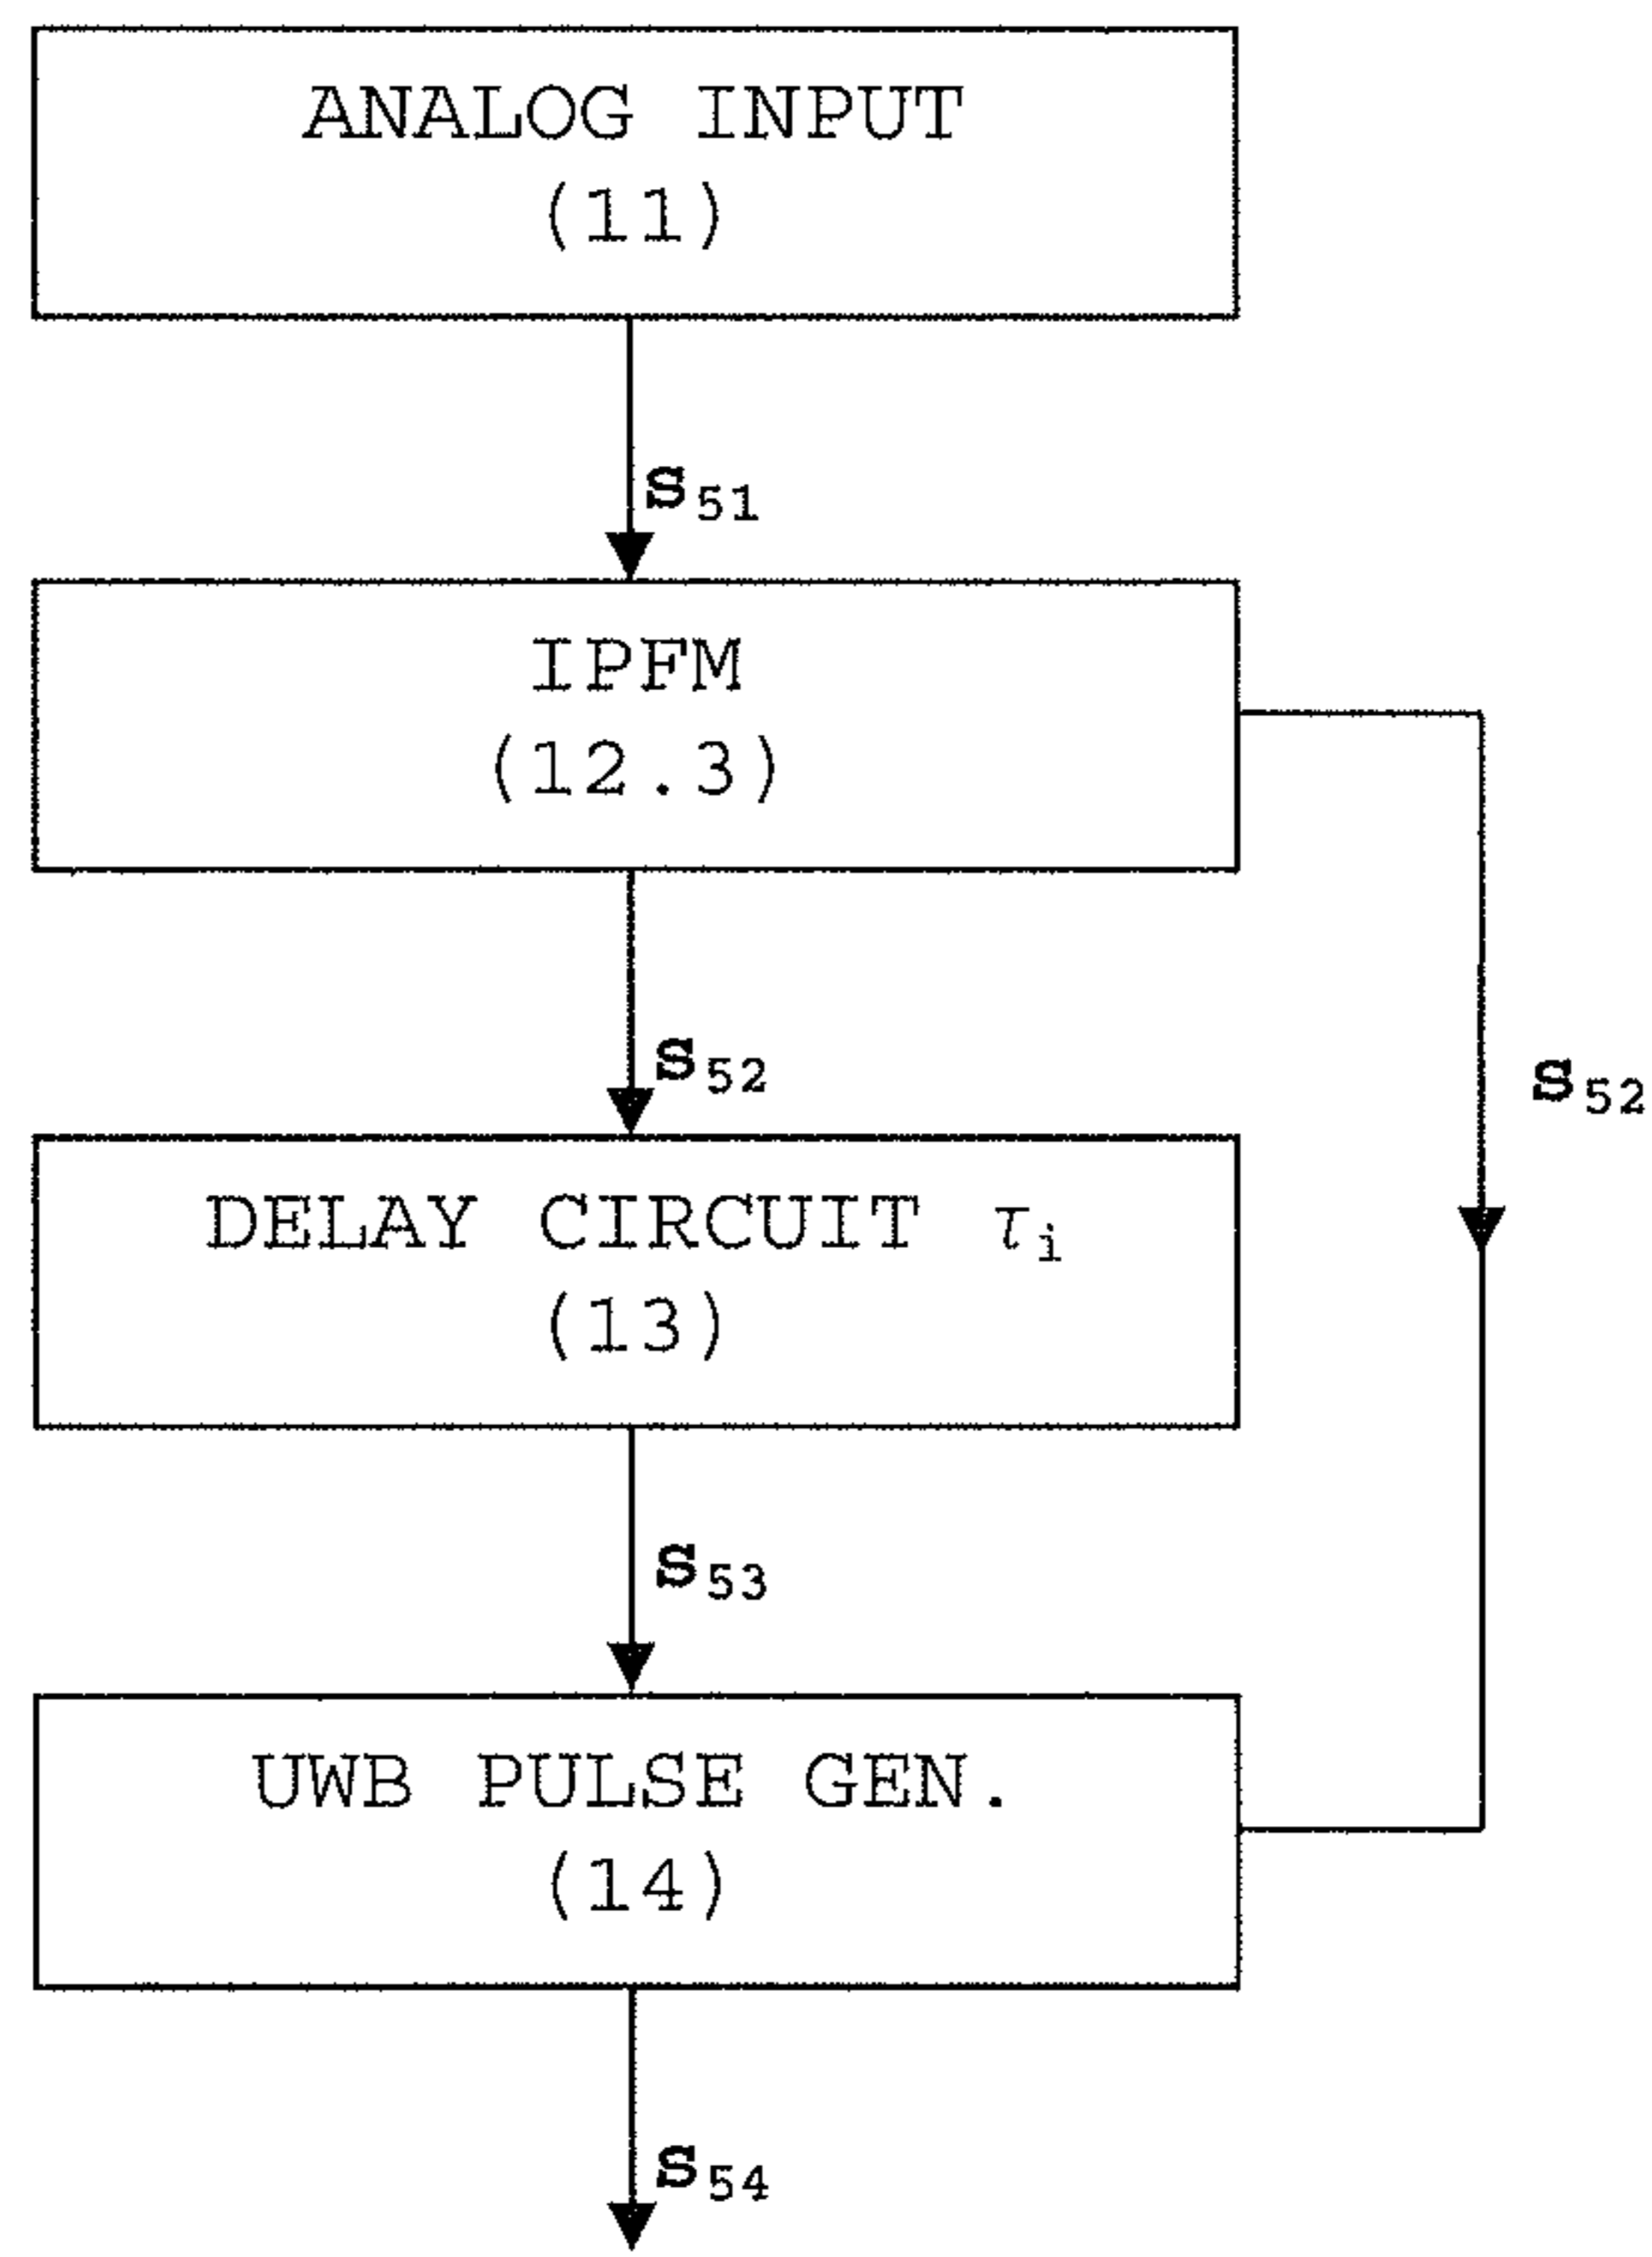 ANALOG INPUT
(11)
s51
IPFM
(12.3)
s52
s52
DELAY CIRCUIT τi
(13)
s53
UWB PULSE GEN.
(14)
s54